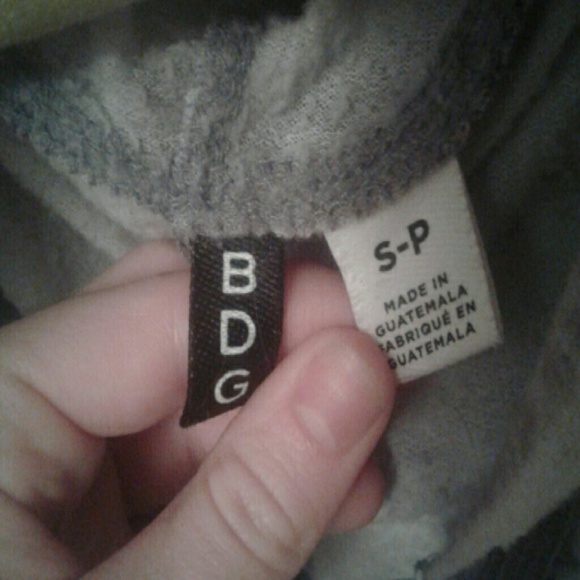 B
D
G
S-P
MADE IN
GUATEMALA
FABRIQUÉ EN
GUATEMALA